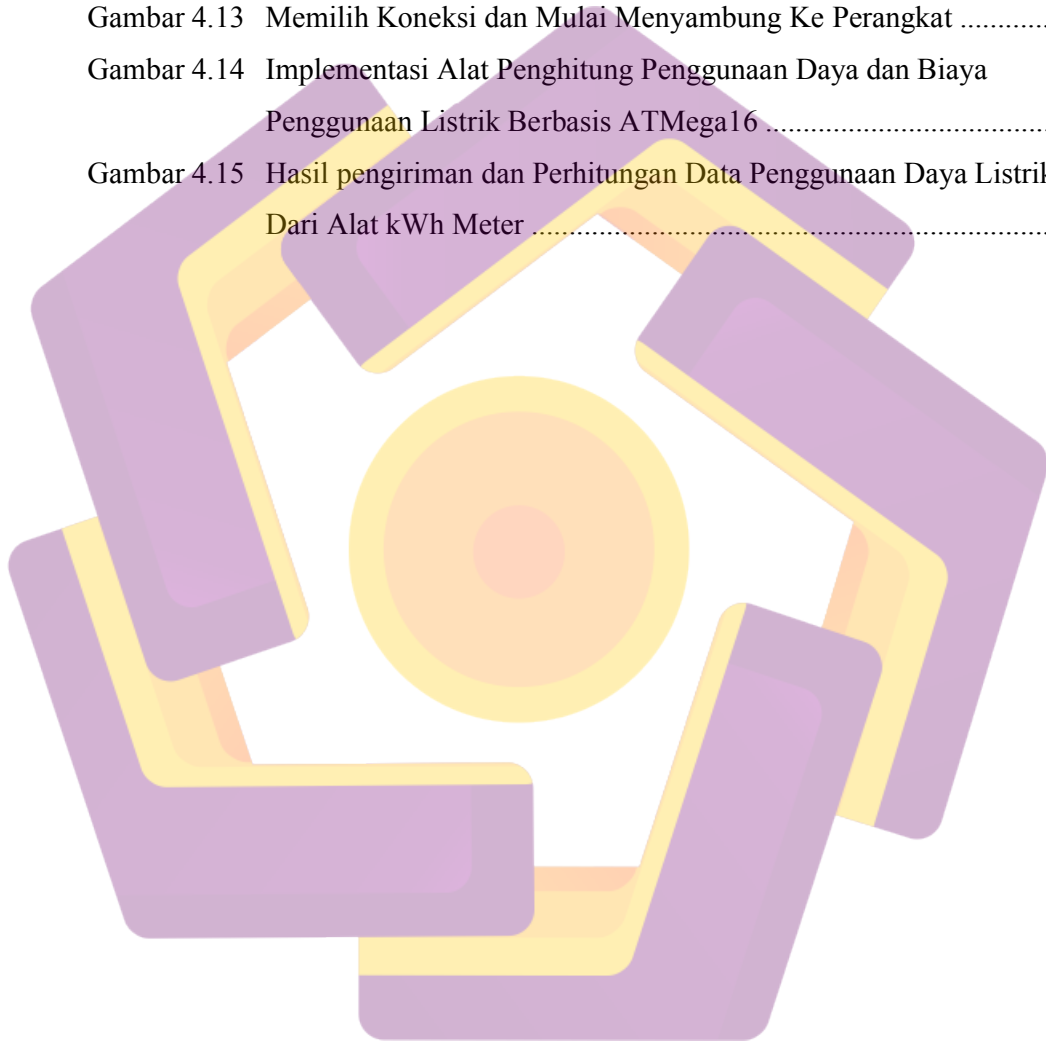 Gambar 4.13 Memilih Koneksi dan Mulai Menyambung Ke Perangkat ............
Gambar 4.14 Implementasi Alat Penghitung Penggunaan Daya dan Biaya
Penggunaan Listrik Berbasis ATMega16 .......................................
Gambar 4.15 Hasil pengiriman dan Perhitungan Data Penggunaan Daya Listrik
Dari Alat kWh Meter ........................................................................